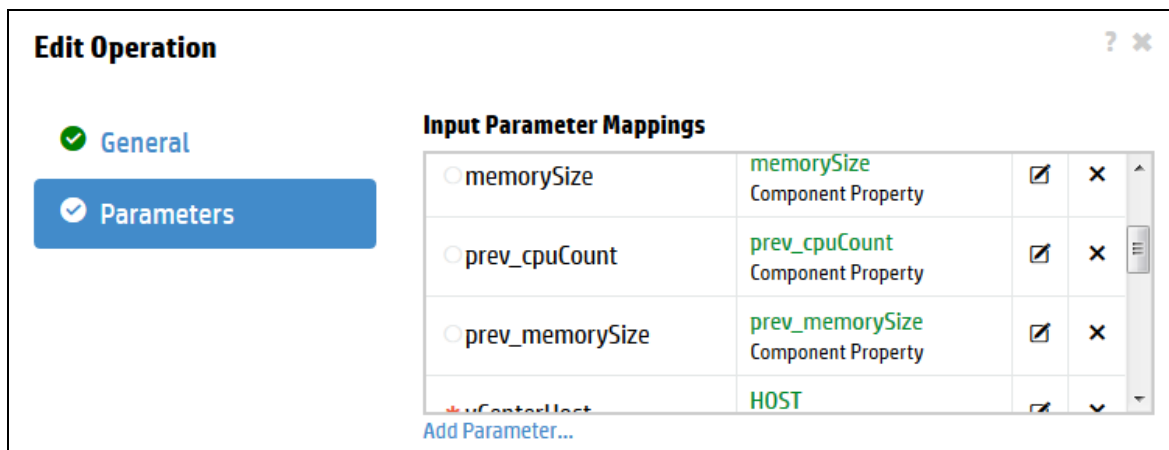 Edit Operation ?
General
Parameters
Input Parameter Mappings
memorySize memorySize
Component Property
prev_cpuCount prev_cpuCount
Component Property
prev_memorySize prev_memorySize
Component Property
* vCenterHost HOST
Add Parameter...